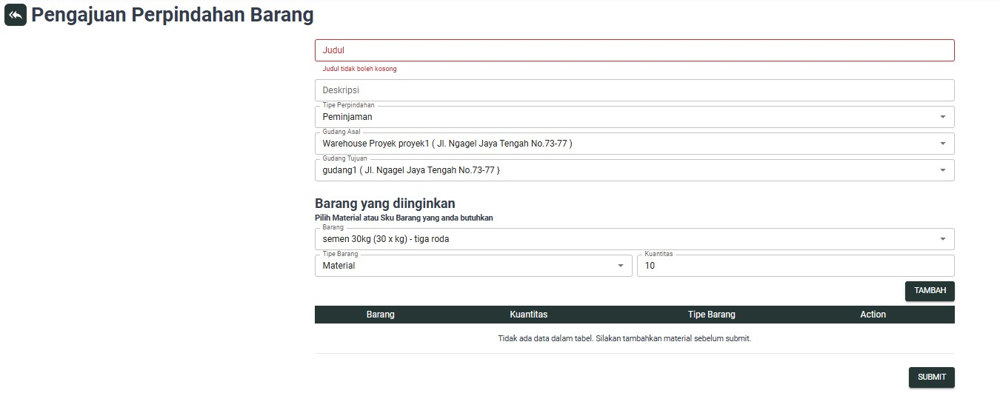 Pengajuan Perpindahan Barang
Judul
Judul tidak boleh kosong
Deskripsi
Tipe Perpindahan
Peminjaman
Gudang Asal
Warehouse Proyek proyek1 ( Jl. Ngagel Jaya Tengah No.73-77 )
Gudang Tujuan
gudang1 ( Jl. Ngagel Jaya Tengah No.73-77 }
Barang yang diinginkan
Pilih Material atau Sku Barang yang anda butuhkan
Barang
semen 30kg (30 x kg) - tiga roda
Tipe Barang Kuantitas
Material 10
TAMBAH
Barang Kuantitas Tipe Barang Action
Tidak ada data dalam tabel. Silakan tambahkan material sebelum submit.
SUBMIT